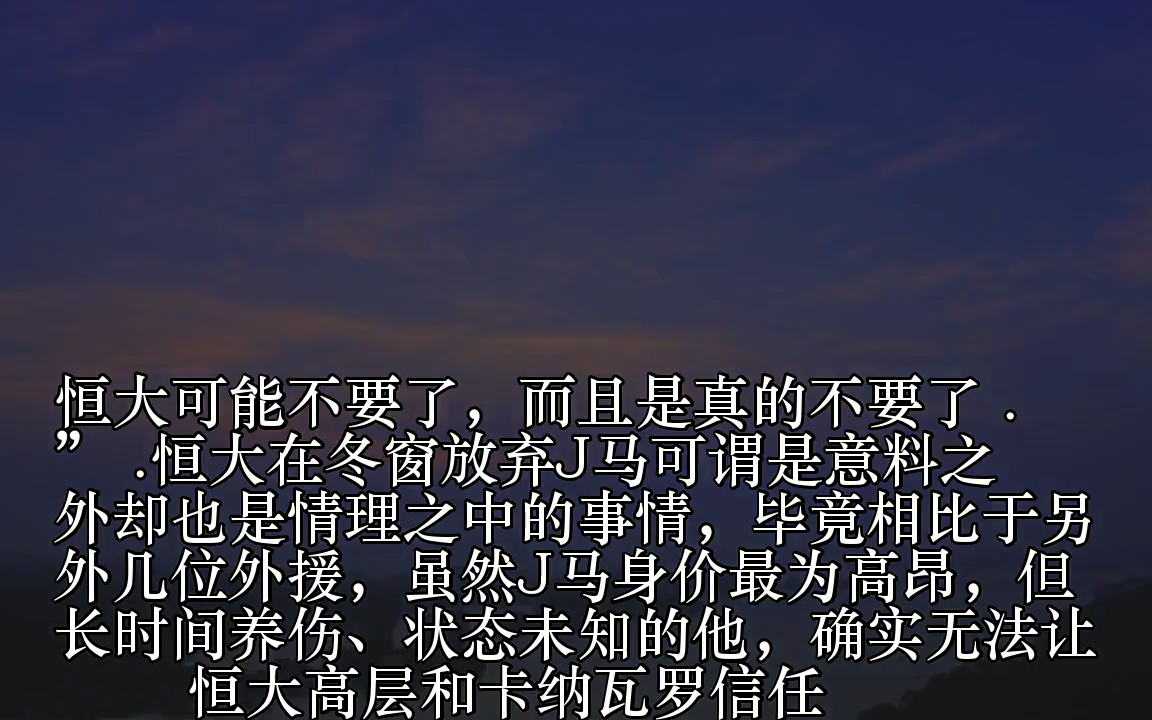 恒大可能不要了，而且是真的不要了 .
” .恒大在冬窗放弃J马可谓是意料之
外却也是情理之中的事情，毕竟相比于另
外几位外援，虽然J马身价最为高昂，但
长时间养伤、状态未知的他，确实无法让
恒大高层和卡纳瓦罗信任